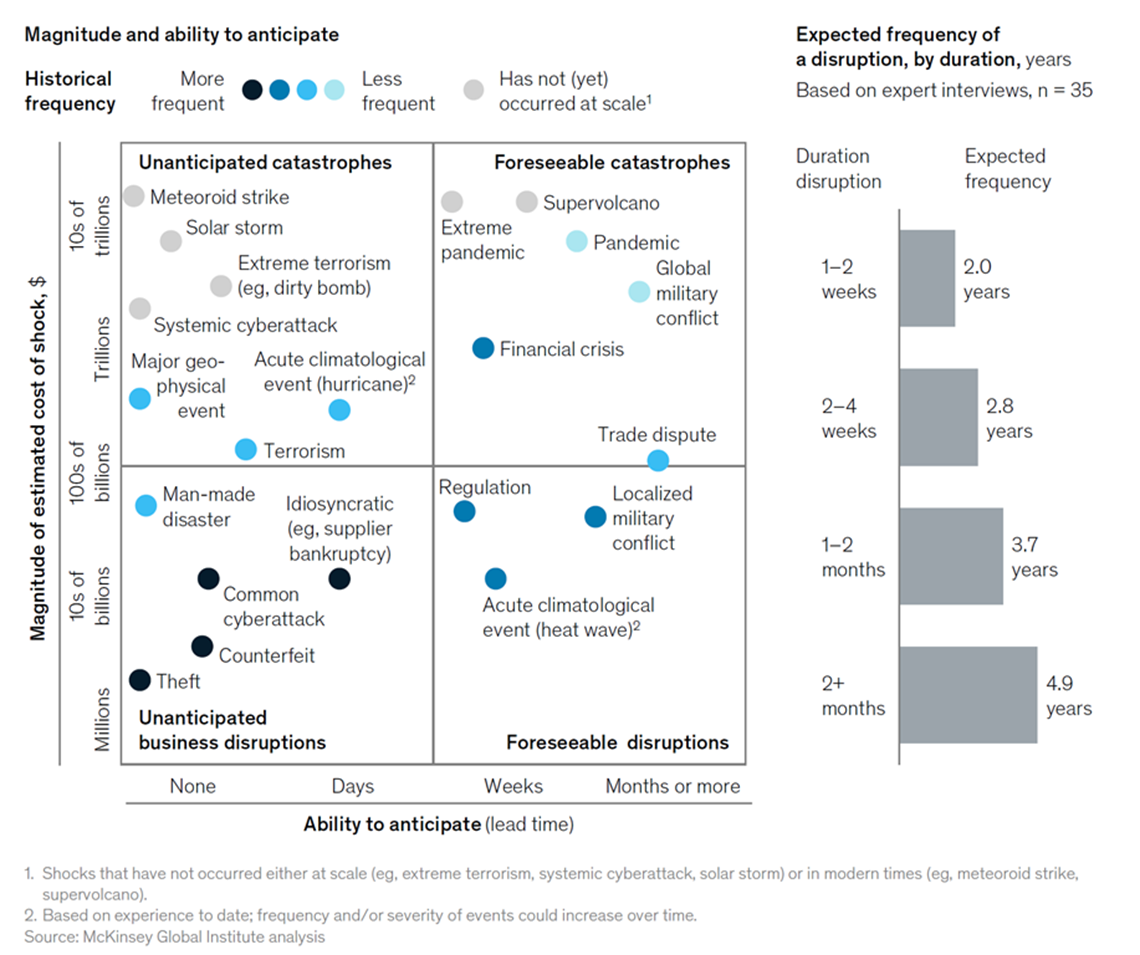 Magnitude and ability to anticipate
Historical
frequency
More
frequent
Less
frequent
Has not (yet)
occurred at scale1
Magnitude of estimated cost of shock, $
10s of
trillions
Trillions
100s of
billions
10s of
billions
Millions
Unanticipated catastrophes
Meteoroid strike
Solar storm
Extreme terrorism
(eg, dirty bomb)
Systemic cyberattack
Major geo-
physical
event
Acute climatological
event (hurricane)2
Terrorism
Foreseeable catastrophes
Extreme
pandemic
Supervolcano
Pandemic
Global
military
conflict
Financial crisis
Trade dispute
Man-made
disaster
Idiosyncratic
(eg, supplier
bankruptcy)
Common
cyberattack
Counterfeit
Theft
Unanticipated
business disruptions
Regulation
Localized
military
conflict
Acute climatological
event (heat wave)2
Foreseeable disruptions
None
Days
Weeks
Months or more
Ability to anticipate (lead time)
Expected frequency of
a disruption, by duration, years
Based on expert interviews, n = 35
Duration
disruption
Expected
frequency
1–2
weeks
2.0
years
2–4
weeks
2.8
years
1–2
months
3.7
years
2+
months
4.9
years
1. Shocks that have not occurred either at scale (eg, extreme terrorism, systemic cyberattack, solar storm) or in modern times (eg, meteoroid strike,
supervolcano).
2. Based on experience to date; frequency and/or severity of events could increase over time.
Source: McKinsey Global Institute analysis